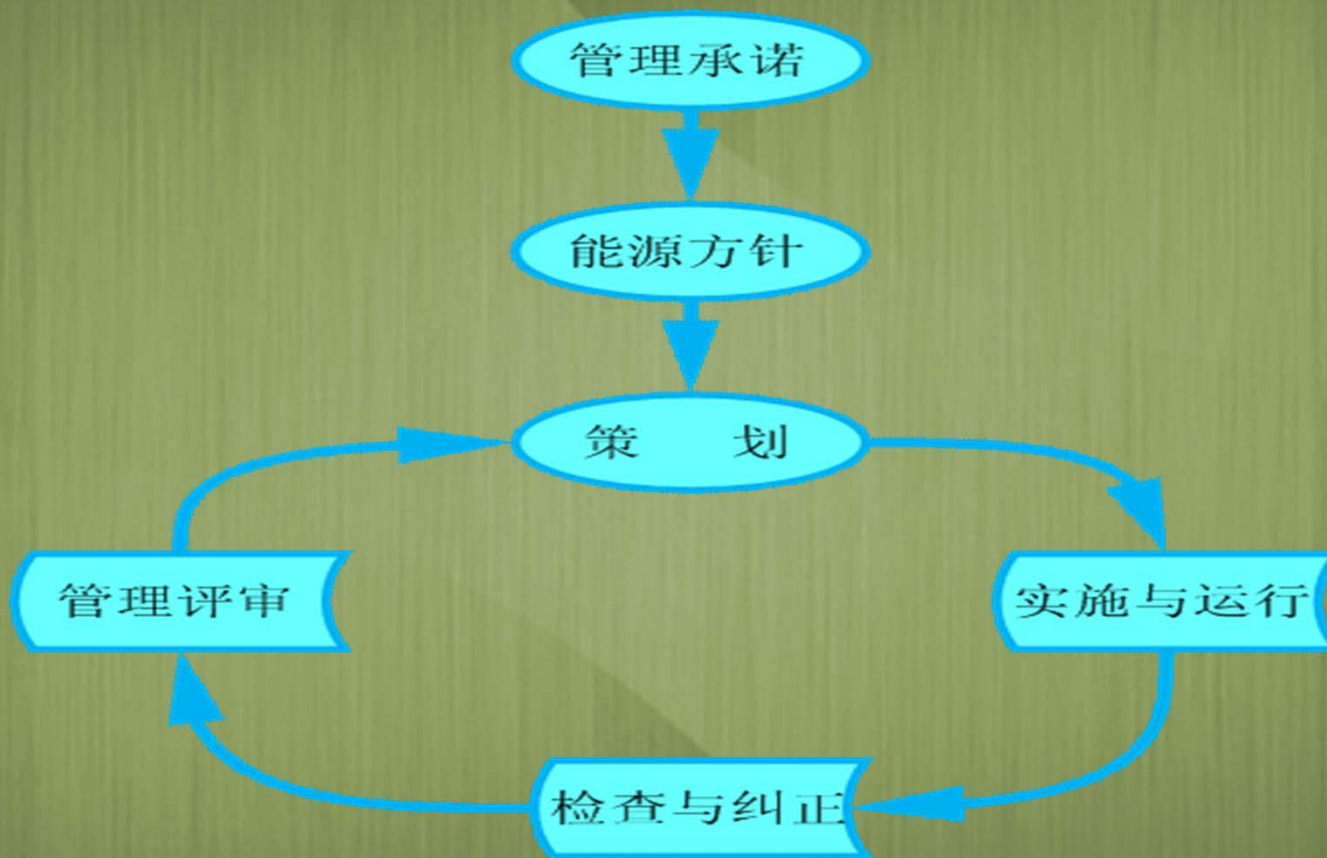 管理承诺
能源方针
策 划
管理评审
实施与运行
检查与纠正